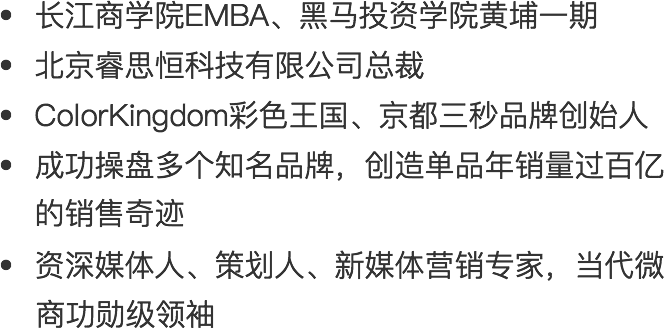 • 长江商学院EMBA、黑马投资学院黄埔一期
• 北京睿思恒科技有限公司总裁
• ColorKingdom彩色王国、京都三秒品牌创始人
• 成功操盘多个知名品牌，创造单品年销量过百亿
的销售奇迹
• 资深媒体人、策划人、新媒体营销专家，当代微
商功勋级领袖